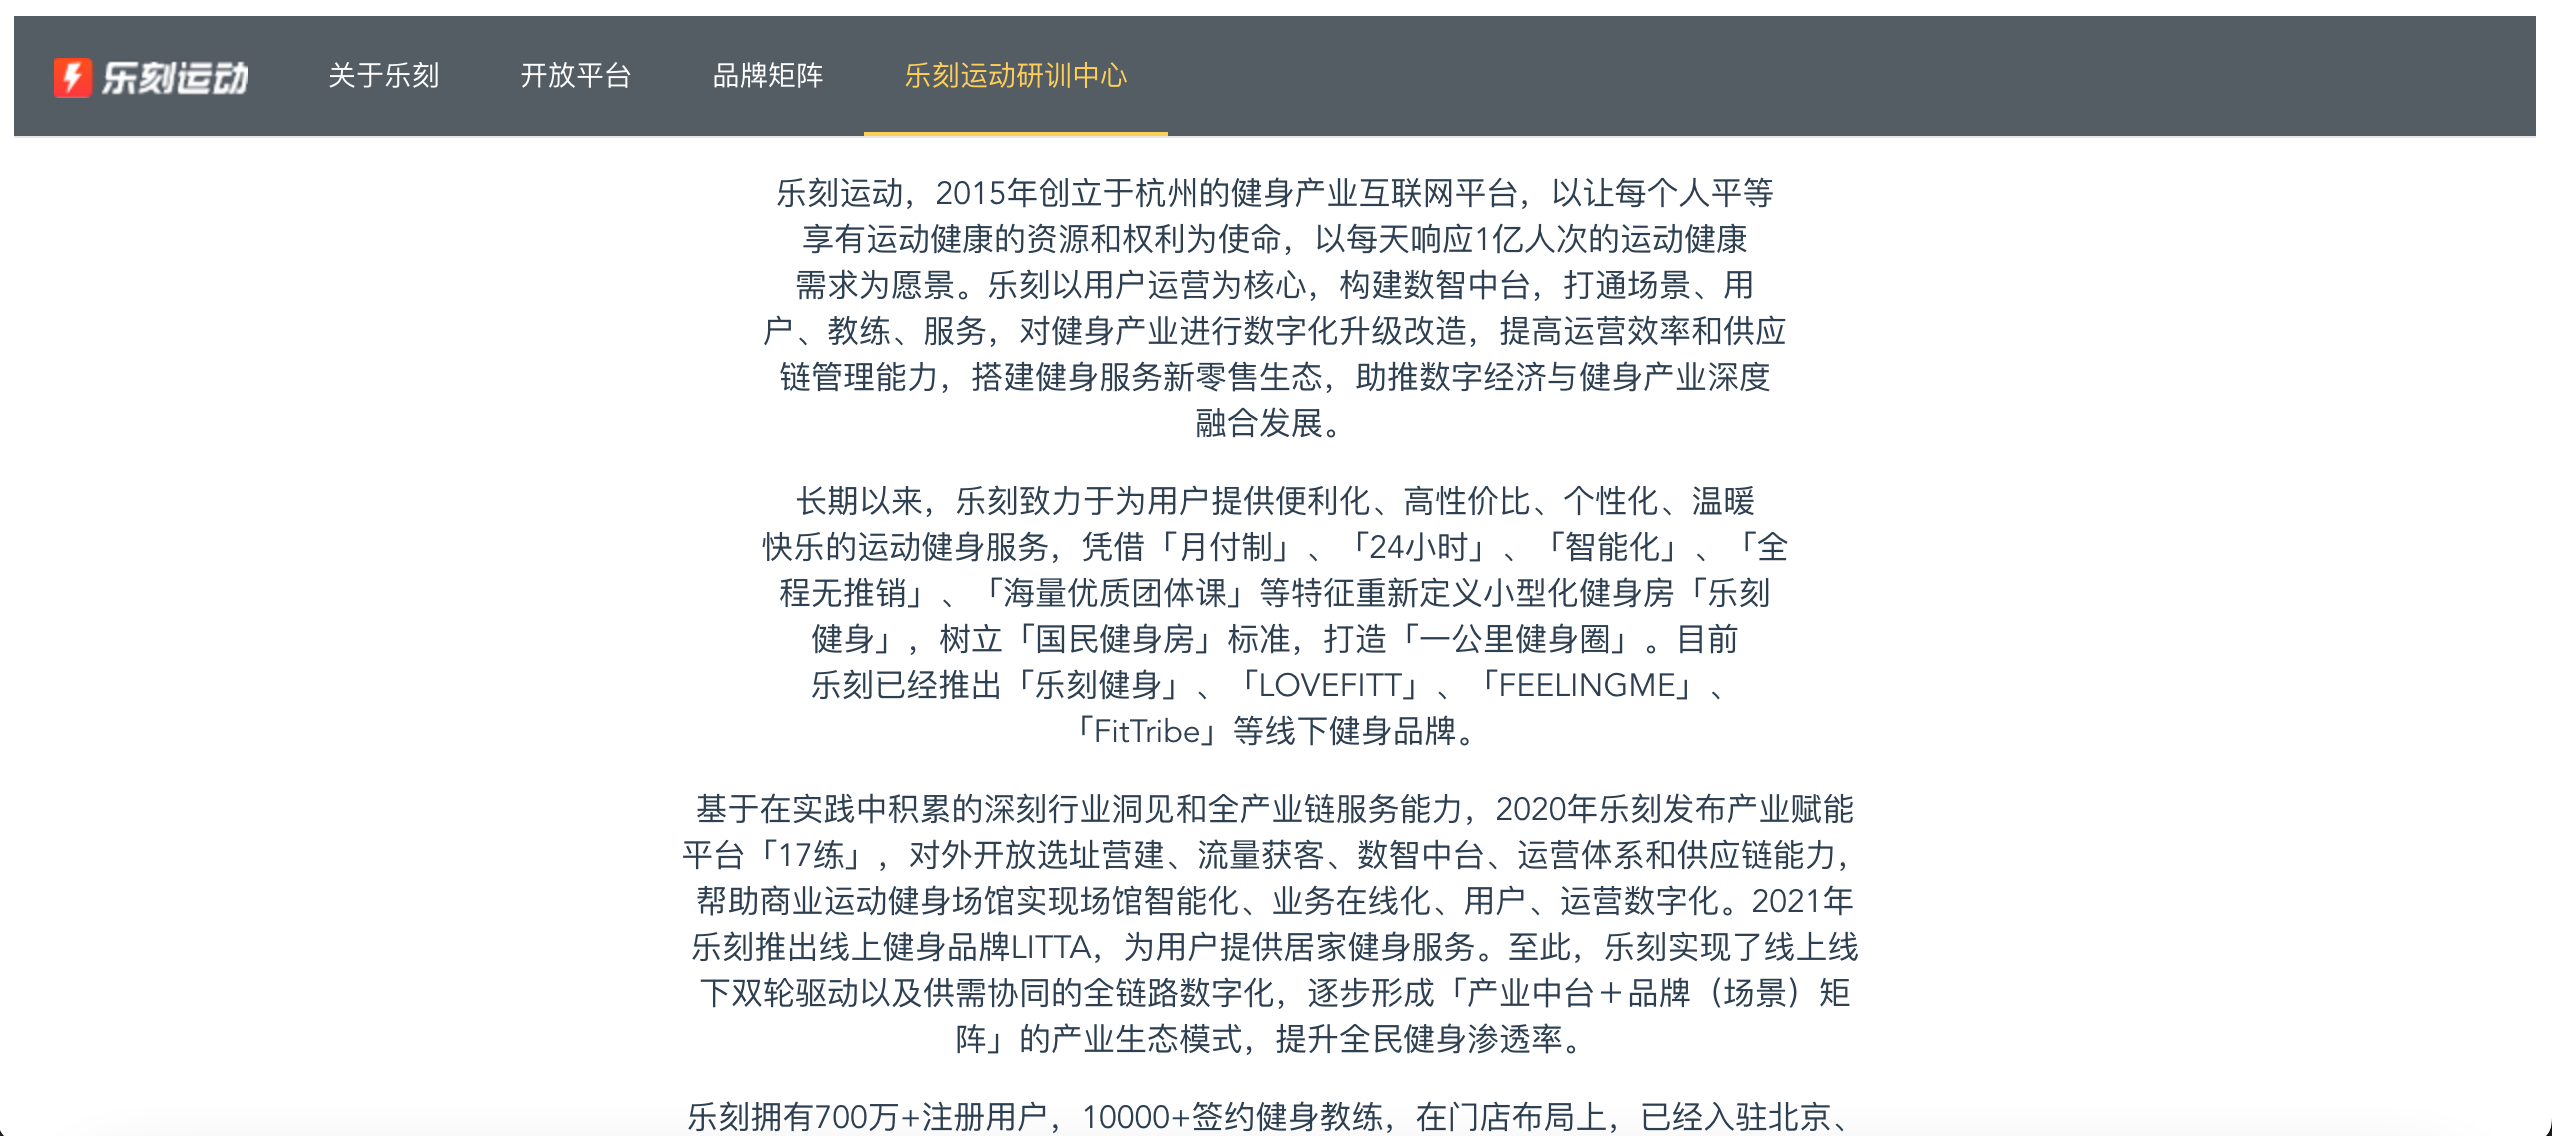 乐刻运动
关于乐刻
开放平台
品牌矩阵
乐刻运动研训中心
乐刻运动，2015年创立于杭州的健身产业互联网平台，以让每个人平等
享有运动健康的资源和权利为使命，以每天响应1亿人次的运动健康
需求为愿景。乐刻以用户运营为核心，构建数智中台，打通场景、用
户、教练、服务，对健身产业进行数字化升级改造，提高运营效率和供应
链管理能力，搭建健身服务新零售生态，助推数字经济与健身产业深度
融合发展。
长期以来，乐刻致力于为用户提供便利化、高性价比、个性化、温暖
快乐的运动健身服务，凭借「月付制」、「24小时」、「智能化」、「全
程无推销」、「海量优质团体课」等特征重新定义小型化健身房「乐刻
健身」，树立「国民健身房」标准，打造「一公里健身圈」。目前
乐刻已经推出「乐刻健身」、「LOVEFITT」、「FEELINGME」、
「FitTribe」等线下健身品牌。
基于在实践中积累的深刻行业洞见和全产业链服务能力，2020年乐刻发布产业赋能
平台「17练」，对外开放选址营建、流量获客、数智中台、运营体系和供应链能力，
帮助商业运动健身场馆实现场馆智能化、业务在线化、用户、运营数字化。2021年
乐刻推出线上健身品牌LITTA，为用户提供居家健身服务。至此，乐刻实现了线上线
下双轮驱动以及供需协同的全链路数字化，逐步形成「产业中台＋品牌（场景）矩
阵」的产业生态模式，提升全民健身渗透率。
乐刻拥有700万+注册用户，10000+签约健身教练，在门店布局上，已经入驻北京、